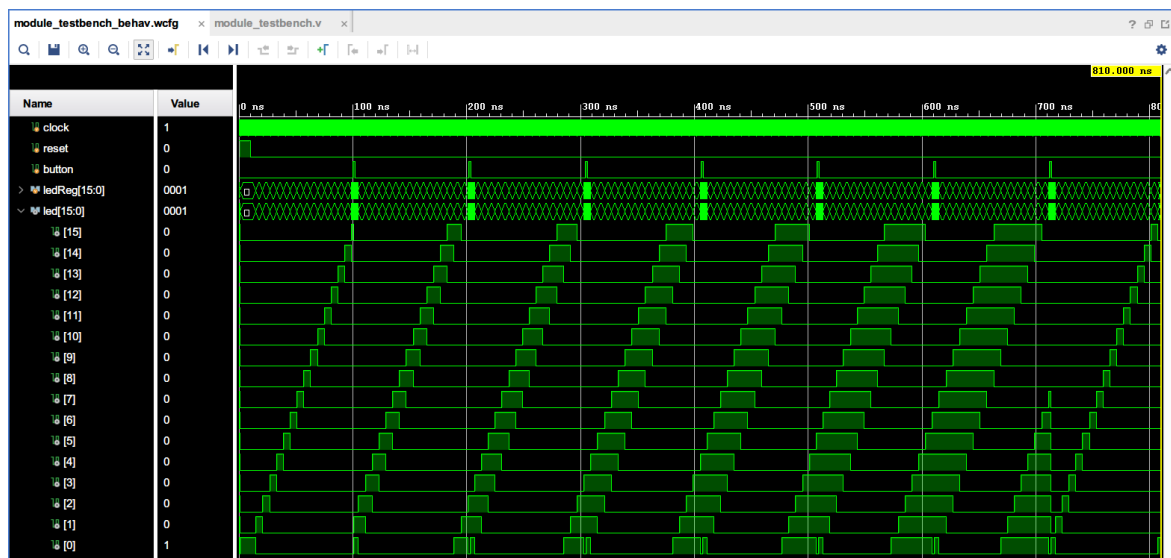 module_testbench_behav.wcfg × module_testbench.v × ?
810.000 ns
Name Value 0 ns 100 ns 200 ns 300 ns 400 ns 500 ns 600 ns 700 ns
clock 1
reset 0
button 0
ledReg[15:0] 0001
led[15:0] 0001
[15] 0
[14] 0
[13] 0
[12] 0
[11] 0
[10] 0
[9] 0
[8] 0
[7] 0
[6] 0
[5] 0
[4] 0
[3] 0
[2] 0
[1] 0
[0] 1